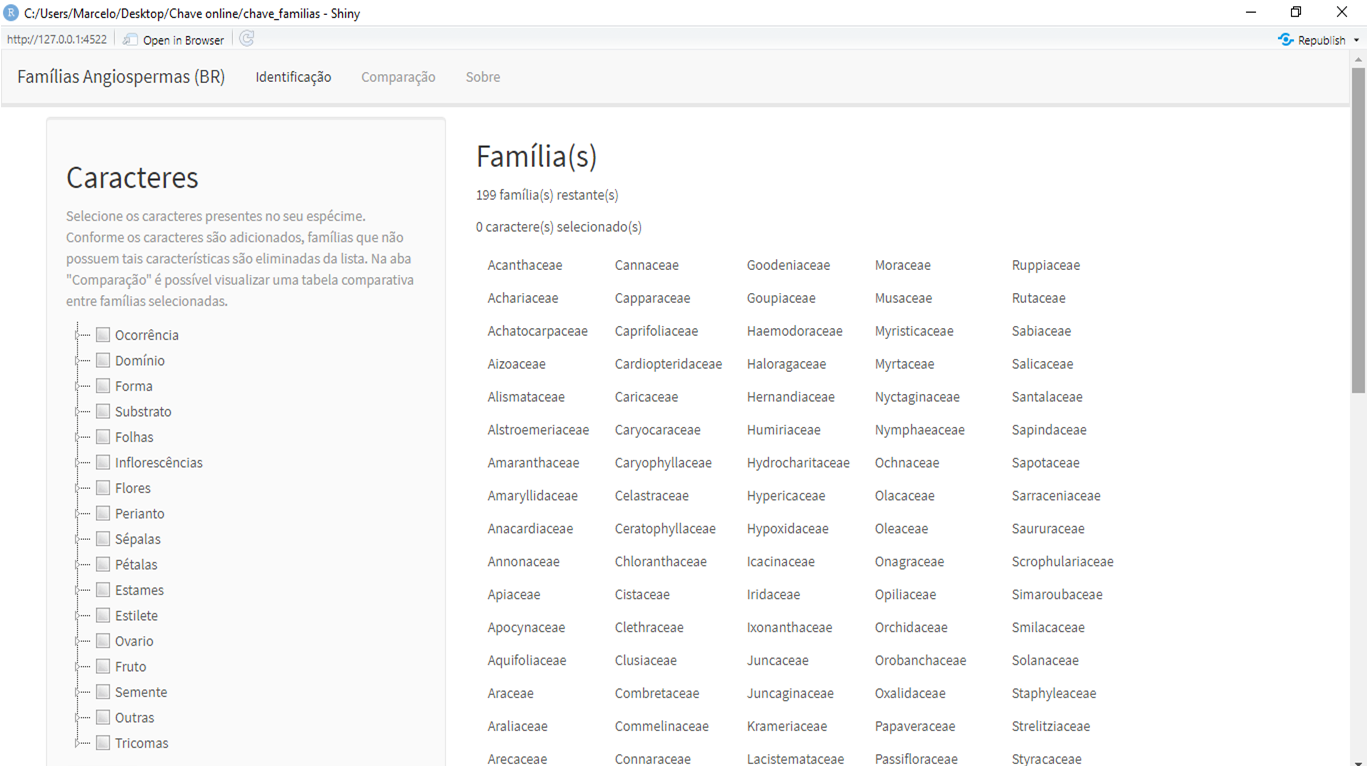 C:/Users/Marcelo/Desktop/Chave online/chave_familias - Shiny
http://127.0.0.1:4522 Open in Browser Republish
Famílias Angiospermas (BR) Identificação Comparação Sobre
Caracteres
Selecione os caracteres presentes no seu espécime.
Conforme os caracteres são adicionados, famílias que não
possuem tais características são eliminadas da lista. Na aba
"Comparação" é possível visualizar uma tabela comparativa
entre famílias selecionadas.
Ocorrência
Domínio
Forma
Substrato
Folhas
Inflorescências
Flores
Perianto
Sépalas
Pétalas
Estames
Estilete
Ovario
Fruto
Semente
Outras
Tricomas
Família(s)
199 família(s) restante(s)
0 caractere(s) selecionado(s)
Acanthaceae Cannaceae Goodeniaceae Moraceae Ruppiaceae
Achariaceae Capparaceae Goupiaceae Musaceae Rutaceae
Achatocarpaceae Caprifoliaceae Haemodoraceae Myristicaceae Sabiaceae
Aizoaceae Cardiopteridaceae Haloragaceae Myrtaceae Salicaceae
Alismataceae Caricaceae Hernandiaceae Nyctaginaceae Santalaceae
Alstroemeriaceae Caryocaraceae Humiriaceae Nymphaeaceae Sapindaceae
Amaranthaceae Caryophyllaceae Hydrocharitaceae Ochnaceae Sapotaceae
Amaryllidaceae Celastraceae Hypericaceae Olacaceae Sarraceniaceae
Anacardiaceae Ceratophyllaceae Hypoxidaceae Oleaceae Saururaceae
Annonaceae Chloranthaceae Icacinaceae Onagraceae Scrophulariaceae
Apiaceae Cistaceae Iridaceae Opiliaceae Simaroubaceae
Apocynaceae Clethraceae Ixonanthaceae Orchidaceae Smilacaceae
Aquifoliaceae Clusiaceae Juncaceae Orobanchaceae Solanaceae
Araceae Combretaceae Juncaginaceae Oxalidaceae Staphyleaceae
Araliaceae Commelinaceae Krameriaceae Papaveraceae Strelitziaceae
Arecaceae Connaraceae Lacistemataceae Passifloraceae Styracaceae